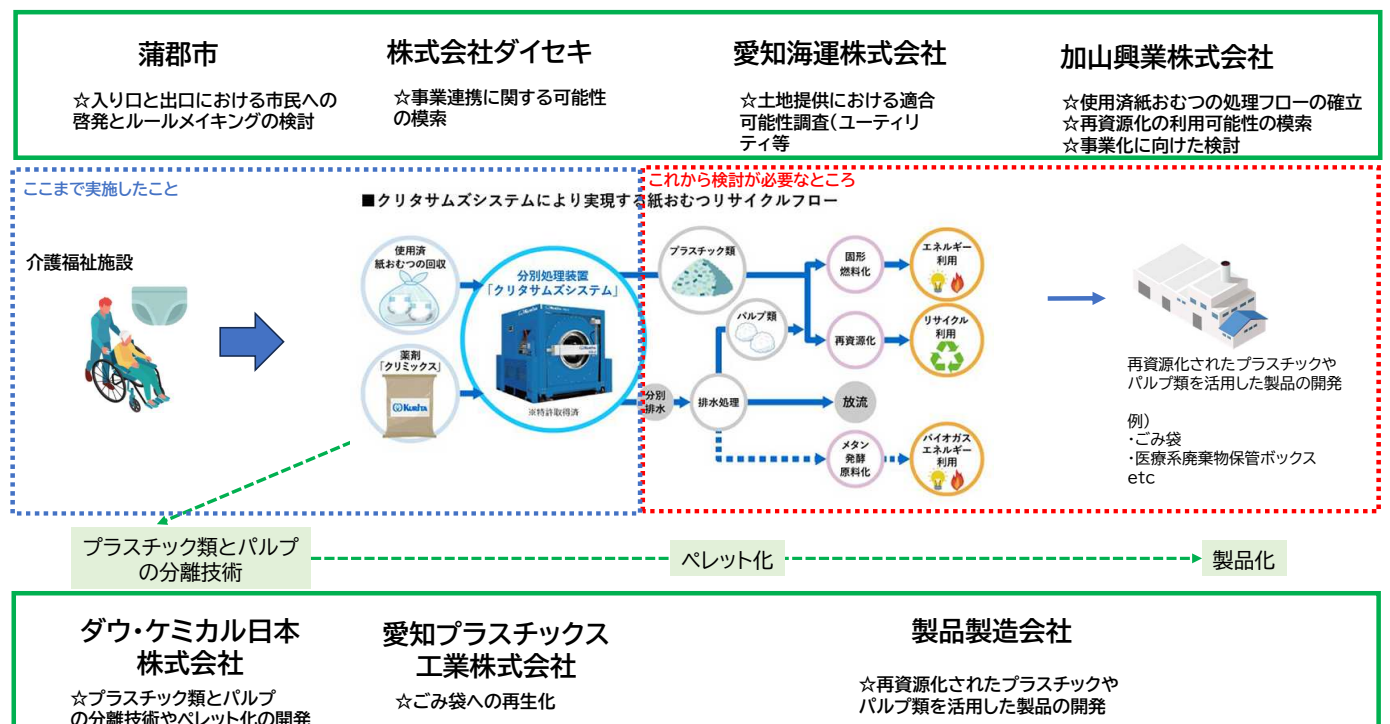 蒲郡市
☆入り口と出口における市民への
啓発とルールメイキングの検討
株式会社ダイセキ
☆事業連携に関する可能性
の模索
愛知海運株式会社
☆土地提供における適合
可能性調査(ユーティリ
ティ等
加山興業株式会社
☆使用済紙おむつの処理フローの確立
☆再資源化の利用可能性の模索
☆事業化に向けた検討
ここまで実施したこと
これから検討が必要なところ
■クリタサムズシステムにより実現する紙おむつリサイクルフロー
介護福祉施設
使用済
紙おむつの回収
薬剤
「クリミックス」
KURITA
分別処理装置
「クリタサムズシステム」
※特許取得済
プラスチック類
パルプ類
分別
排水
排水処理
固形
燃料化
再資源化
放流
メタン
発酵
原料化
エネルギー
利用
リサイクル
利用
バイオガス
エネルギー
利用
再資源化されたプラスチックや
パルプ類を活用した製品の開発
例)
・ごみ袋
・医療系廃棄物保管ボックス
etc
プラスチック類とパルプ
の分離技術
ペレット化
製品化
ダウ・ケミカル日本
株式会社
☆プラスチック類とパルプ
の分離技術やペレット化の開発
愛知プラスチックス
工業株式会社
☆ごみ袋への再生化
製品製造会社
☆再資源化されたプラスチックや
パルプ類を活用した製品の開発